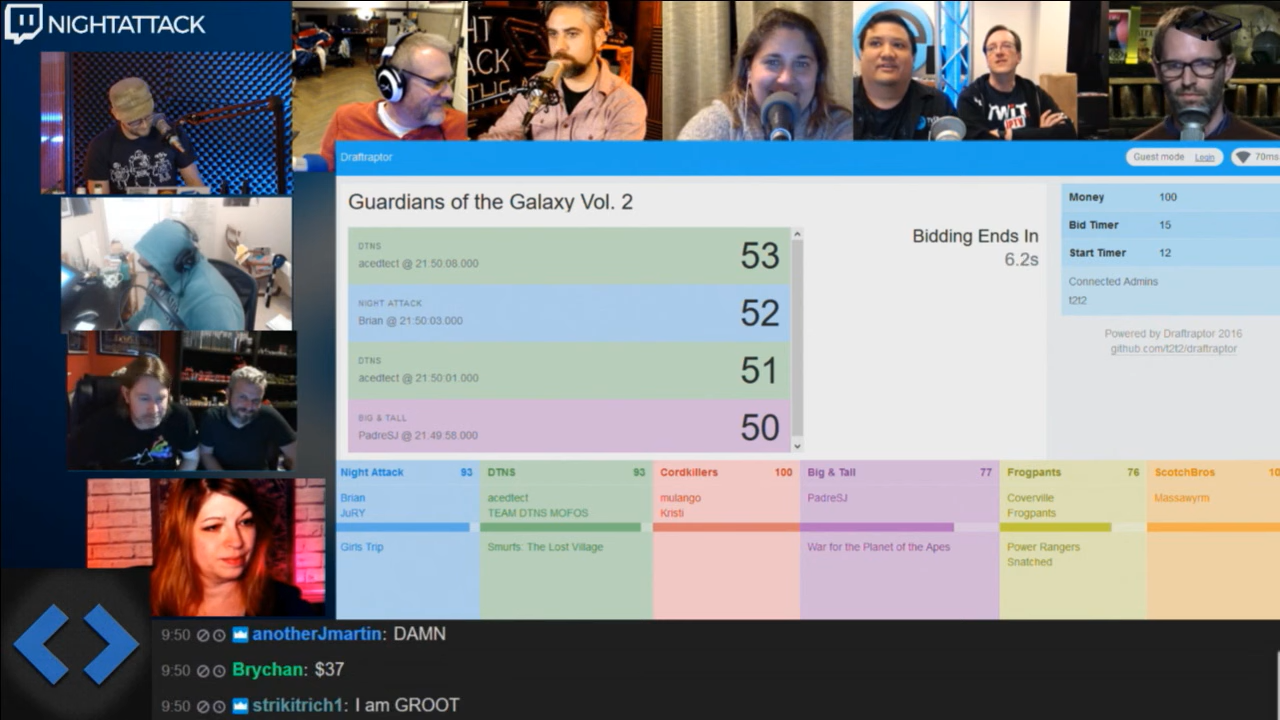 NIGHTATTACK
Draftraptor
Guest mode Login
70ms
Guardians of the Galaxy Vol. 2
DTNS
acedtect @ 21:50:08.000
53
NIGHT ATTACK
Brian @ 21:50:03.000
52
DTNS
acedtect @ 21:50:01.000
51
BIG & TALL
PadreSJ @ 21:49:58.000
50
Bidding Ends In
6.2s
Money 100
Bid Timer 15
Start Timer 12
Connected Admins
t2t2
Powered by Draftraptor 2016
github.com/t2t2/draftraptor
Night Attack 93
Brian
JuRY
Girls Trip
DTNS 93
acedtect
TEAM DTNS MOFOS
Smurfs: The Lost Village
Cordkillers 100
mulango
Kristi
Big & Tall 77
PadreSJ
War for the Planet of the Apes
Frogpants 76
Coverville
Frogpants
Power Rangers
Snatched
ScotchBros
Massawyrm
9:50 anotherJmartin: DAMN
9:50 Brychan: $37
9:50 strikitrich1: I am GROOT